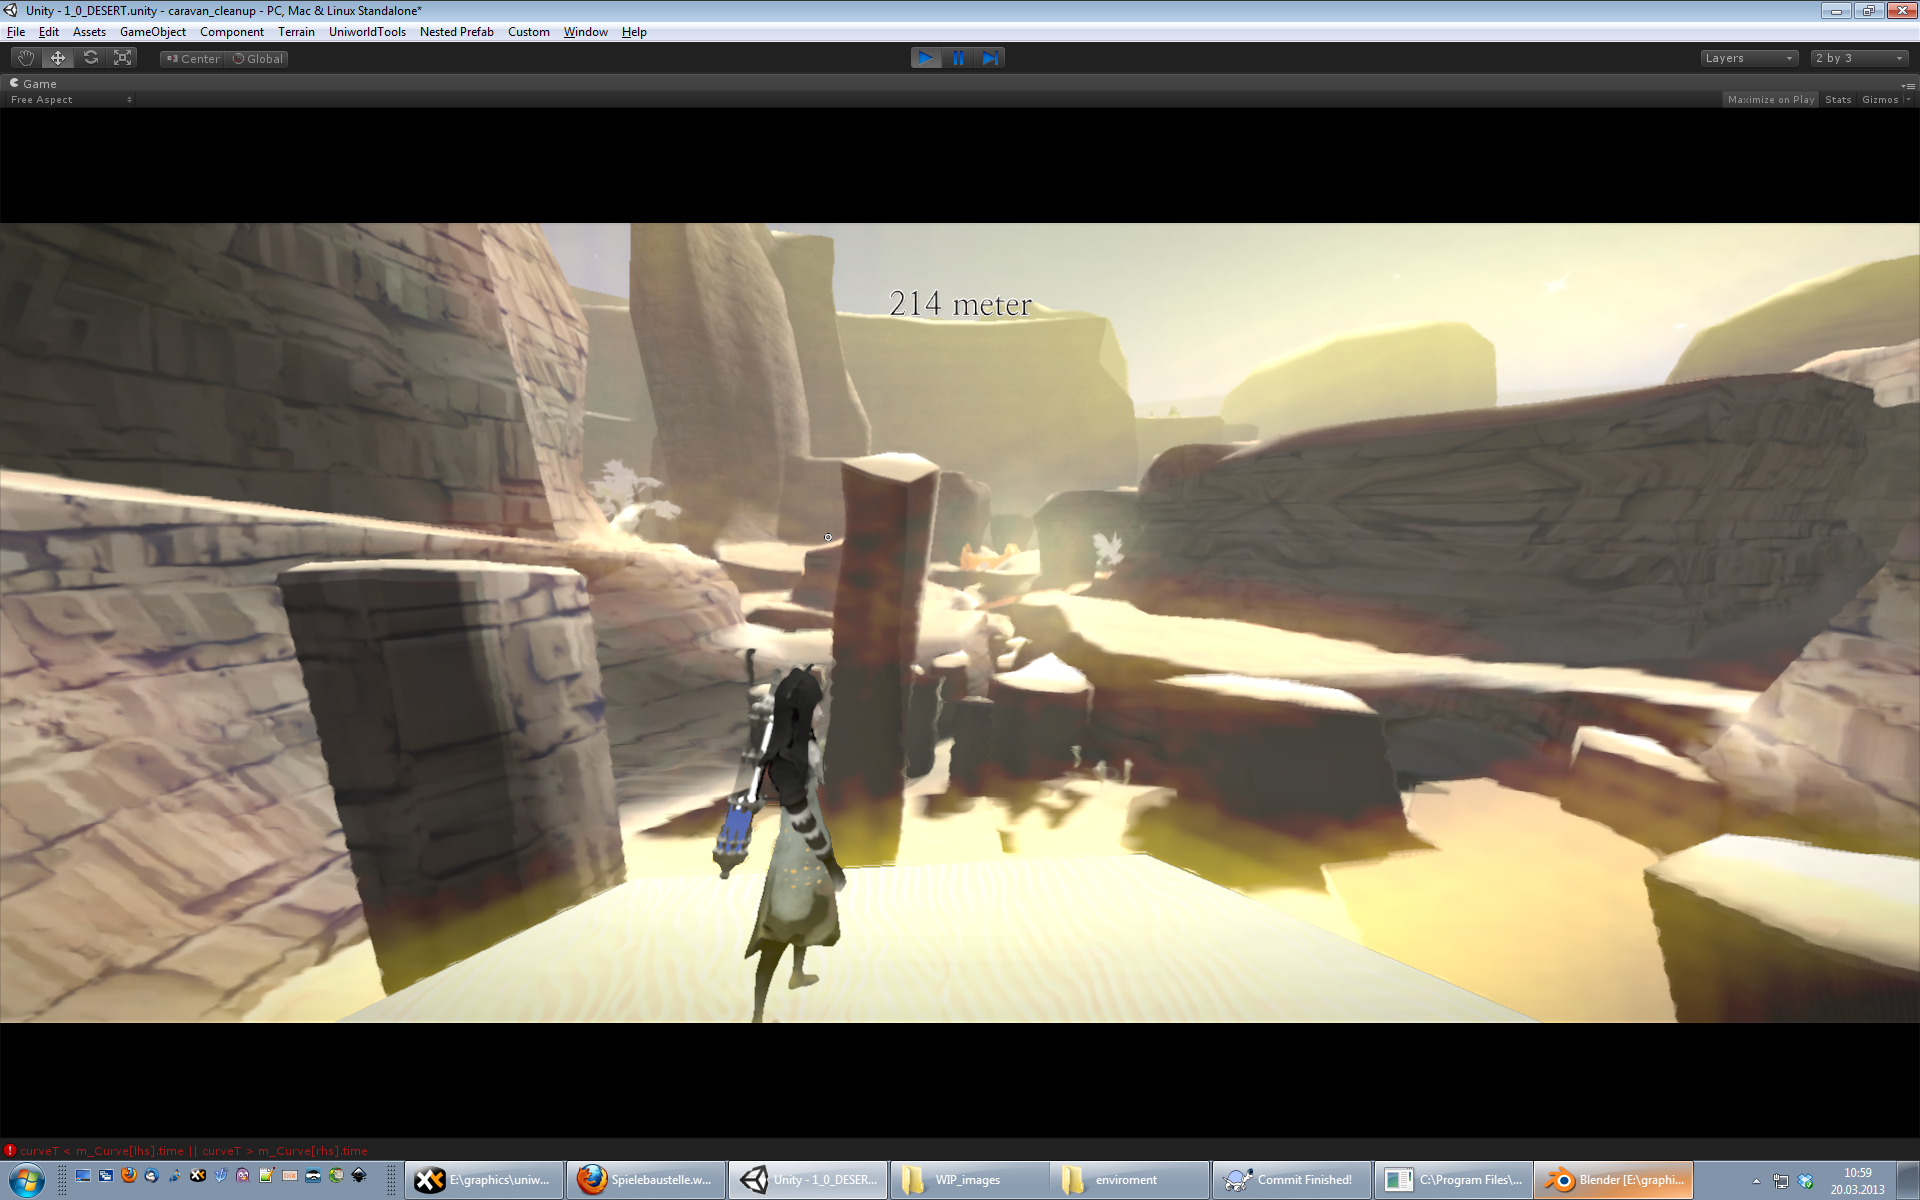 Unity - 1_0_DESERT.unity - caravan_cleanup - PC, Mac & Linux Standalone*
File Edit Assets GameObject Component Terrain UniworldTools Nested Prefab Custom Window Help
Center Global Layers 2 by 3
Game
Free Aspect Maximize on Play Stats Gizmos
214 meter
curveT < m_Curve[lhs].time || curveT > m_Curve[rhs].time
E:\graphics\uniw... Spielebaustelle.w... Unity - 1_0_DESER... WIP_images enviroment Commit Finished! C:\Program Files\... Blender [E:\graphi...
10:59
20.03.2013